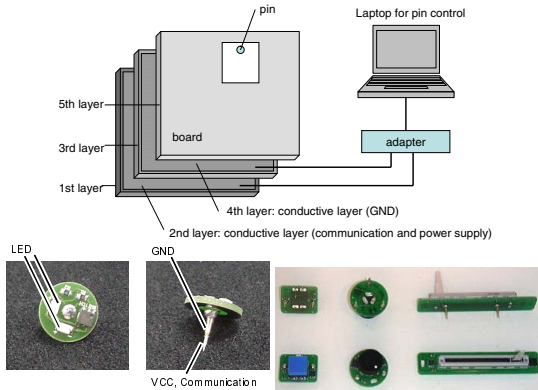 pin
Laptop for pin control
5th layer
board
3rd layer
adapter
1st layer
4th layer: conductive layer (GND)
2nd layer: conductive layer (communication and power supply)
LED
GND
VCC, Communication